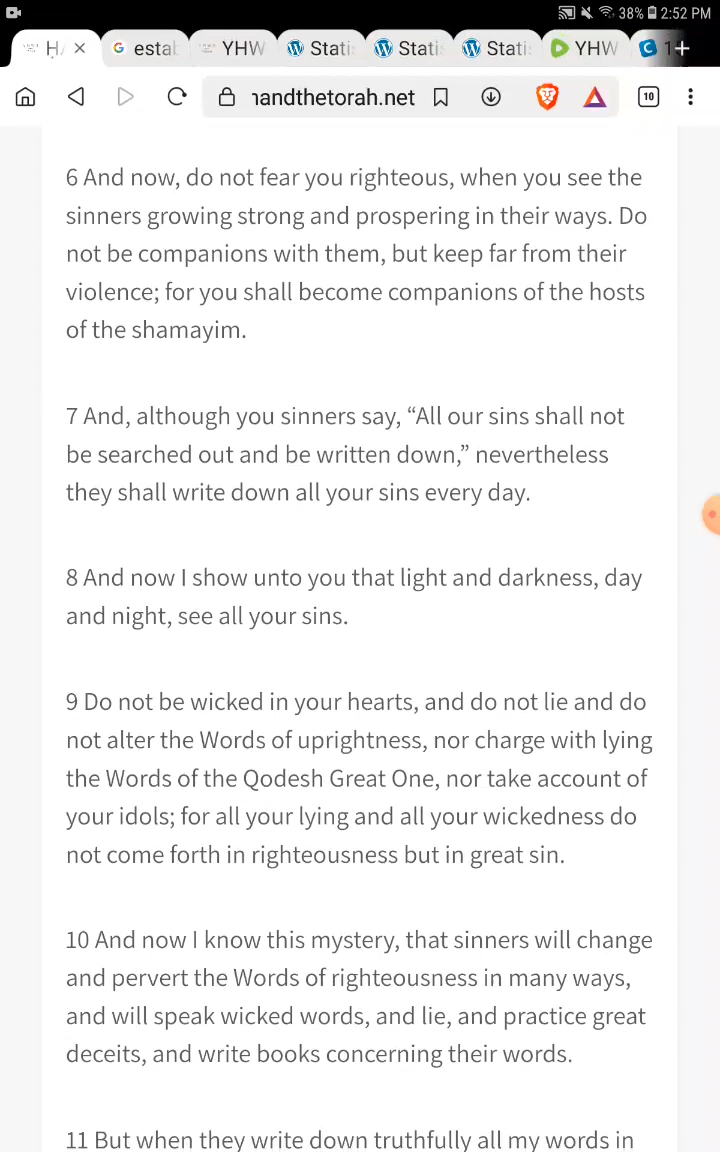 38% 2:52 PM
estab YHW Stati Stati Stati YHW 1 +
handthetorah.net 10
6 And now, do not fear you righteous, when you see the
sinners growing strong and prospering in their ways. Do
not be companions with them, but keep far from their
violence; for you shall become companions of the hosts
of the shamayim.
7 And, although you sinners say, “All our sins shall not
be searched out and be written down,” nevertheless
they shall write down all your sins every day.
8 And now I show unto you that light and darkness, day
and night, see all your sins.
9 Do not be wicked in your hearts, and do not lie and do
not alter the Words of uprightness, nor charge with lying
the Words of the Qodesh Great One, nor take account of
your idols; for all your lying and all your wickedness do
not come forth in righteousness but in great sin.
10 And now I know this mystery, that sinners will change
and pervert the Words of righteousness in many ways,
and will speak wicked words, and lie, and practice great
deceits, and write books concerning their words.
11 But when they write down truthfully all my words in